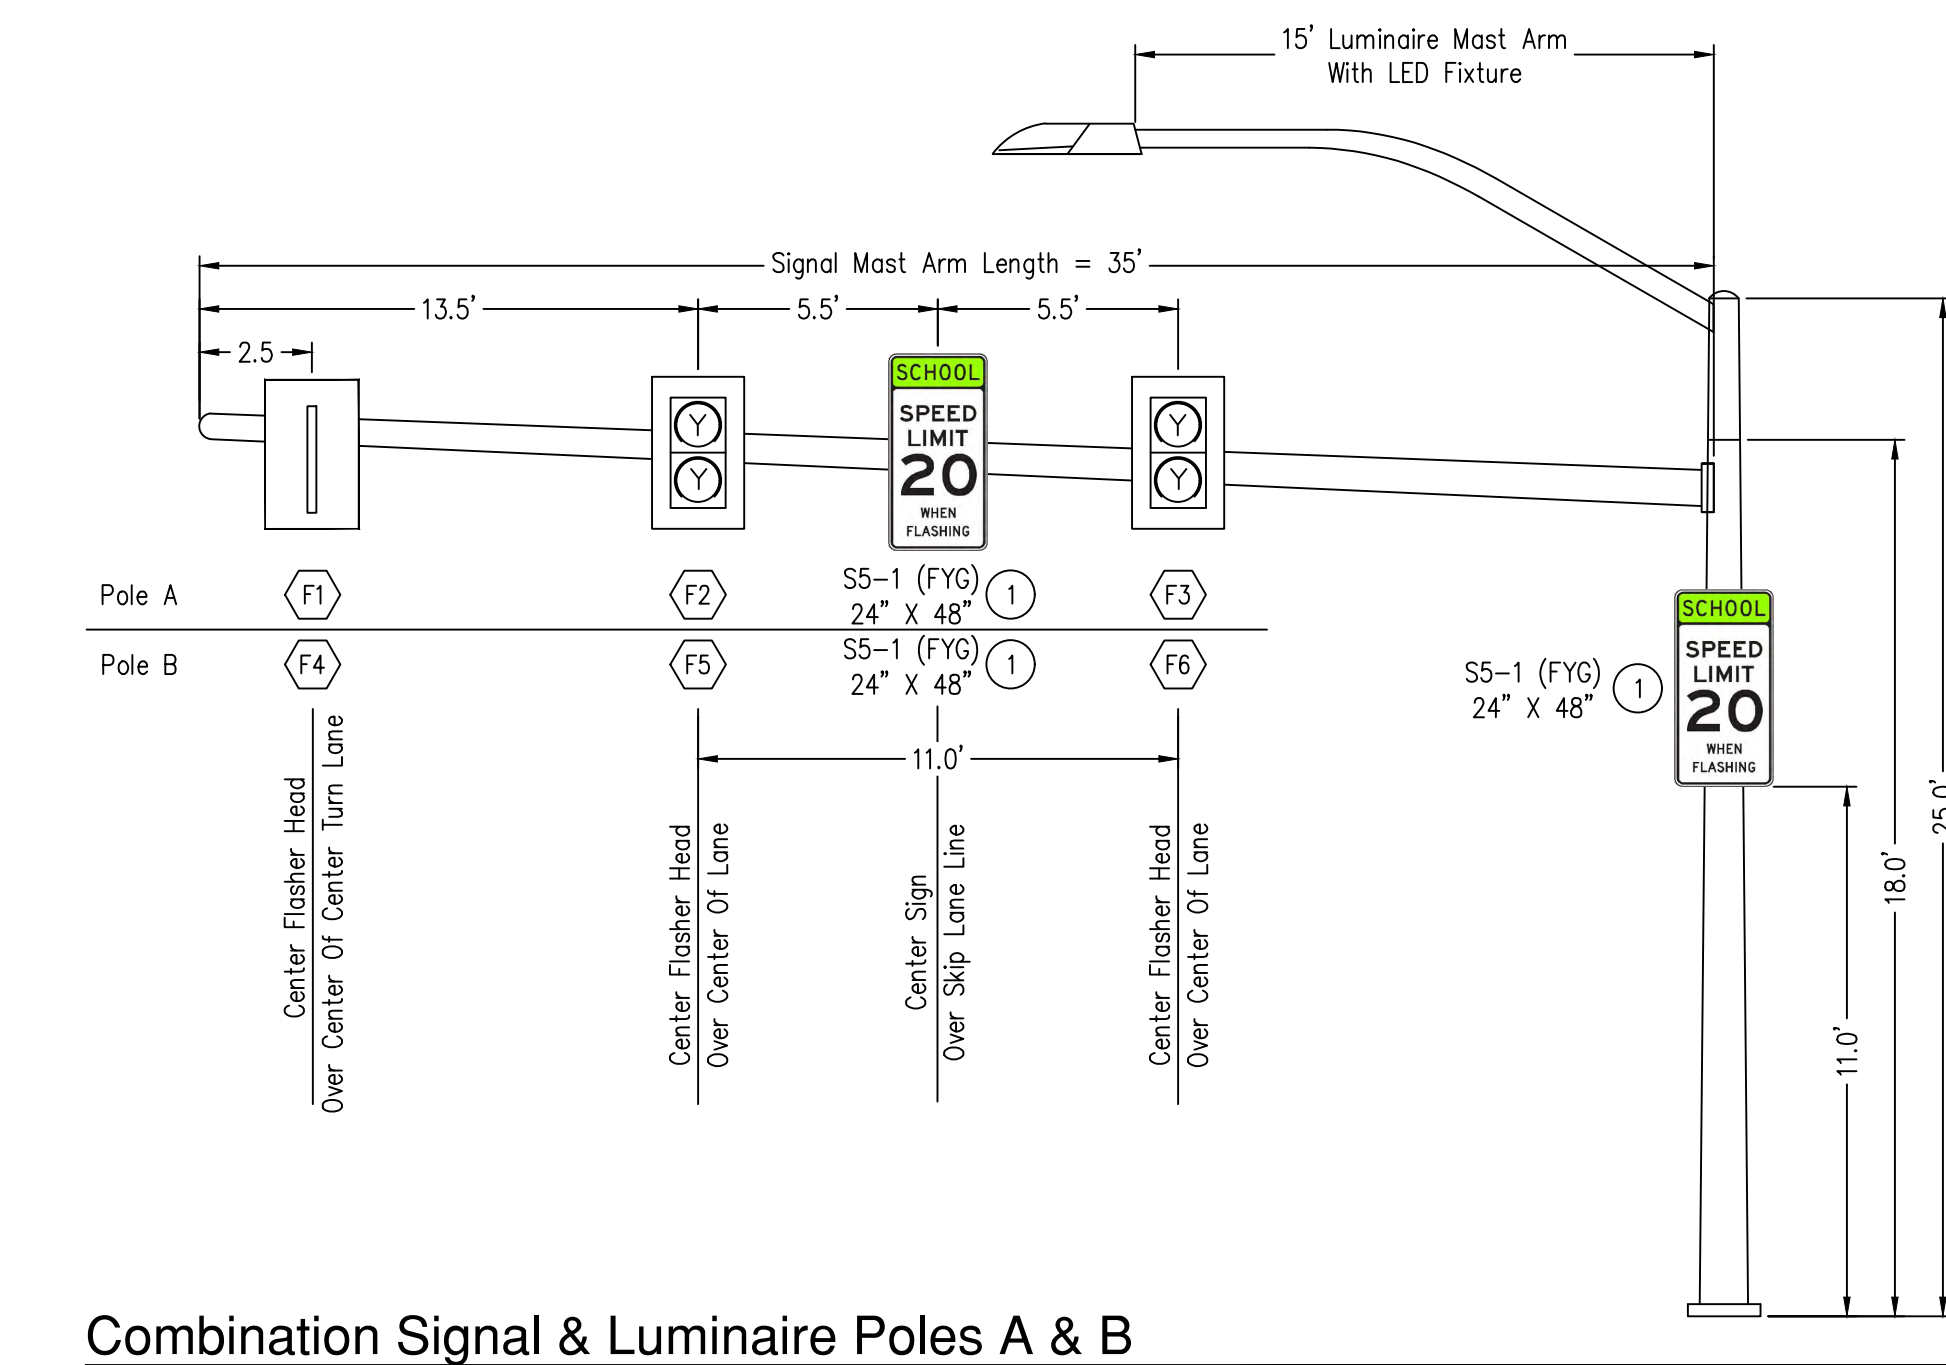 15' Luminaire Mast Arm
With LED Fixture
Signal Mast Arm Length = 35'
13.5'
5.5'
5.5'
2.5
SCHOOL
SPEED
LIMIT
20
WHEN
FLASHING
Y
Y
Y
Y
Pole A
F1
F2
S5-1 (FYG)
24" X 48"
1
F3
Pole B
F4
F5
S5-1 (FYG)
24" X 48"
1
F6
SCHOOL
SPEED
LIMIT
20
WHEN
FLASHING
S5-1 (FYG)
24" X 48"
1
11.0'
Center Flasher Head
Over Center Of Center Turn Lane
Center Flasher Head
Over Center Of Lane
Center Sign
Over Skip Lane Line
Center Flasher Head
Over Center Of Lane
11.0'
18.0'
25.0'
Combination Signal & Luminaire Poles A & B